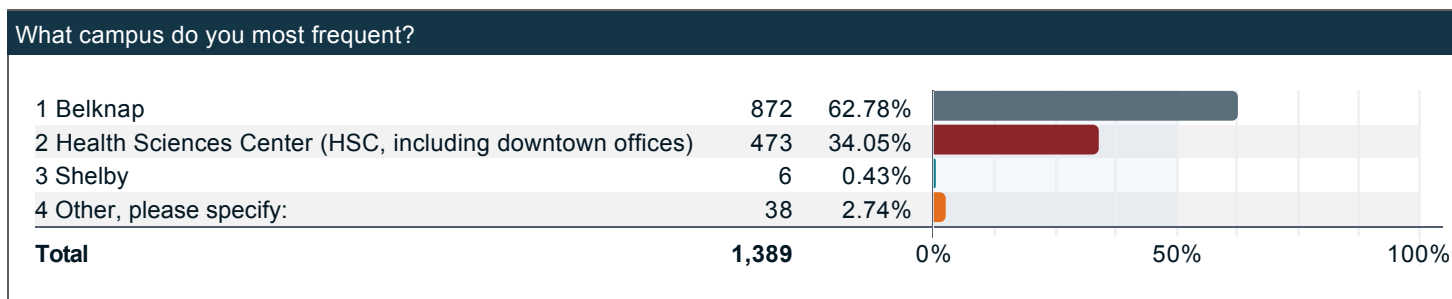 What campus do you most frequent?
1 Belknap 872 62.78%
2 Health Sciences Center (HSC, including downtown offices) 473 34.05%
3 Shelby 6 0.43%
4 Other, please specify: 38 2.74%
Total 1,389 0% 50% 100%